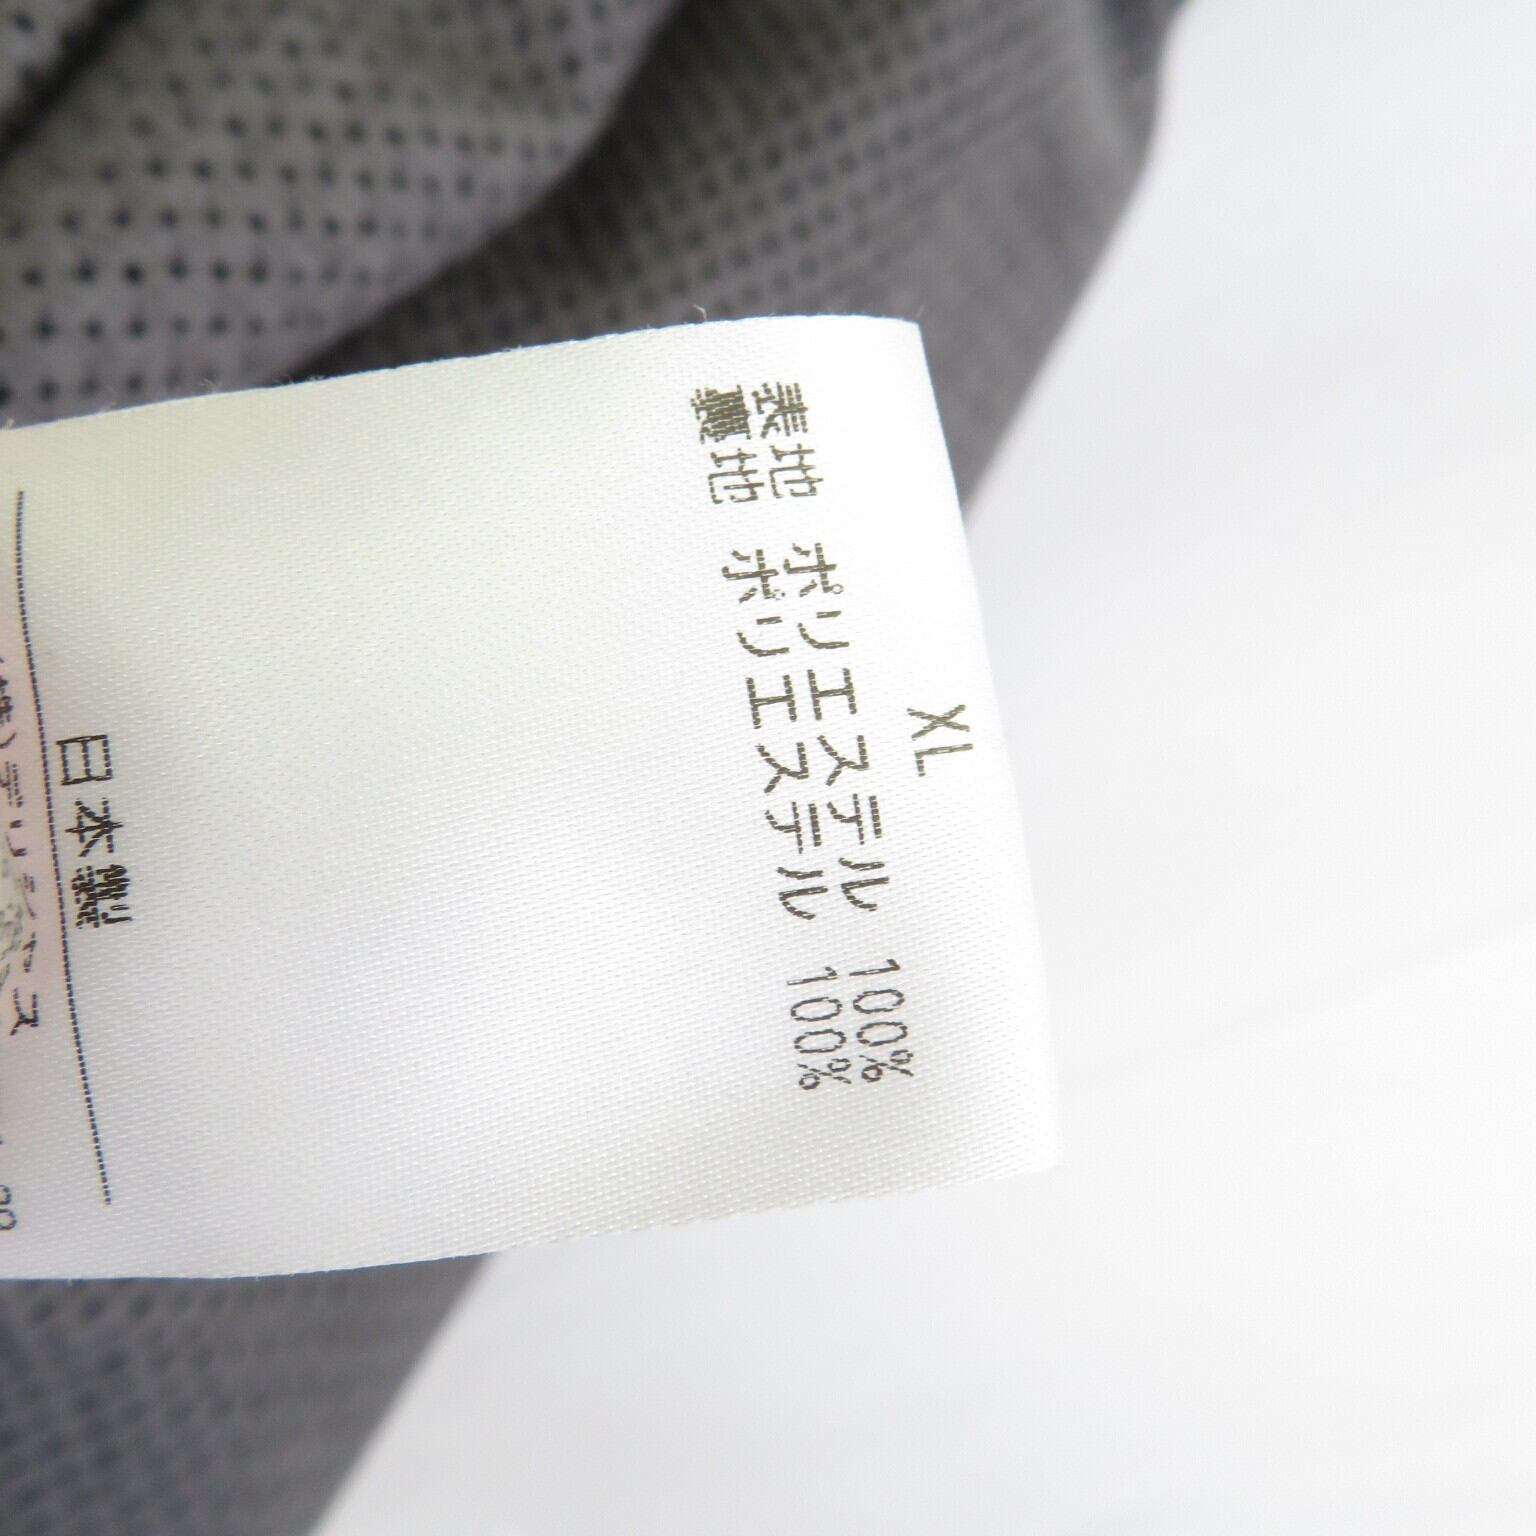 XL
表地 ポリエステル 100%
裏地 ポリエステル 100%
日本製